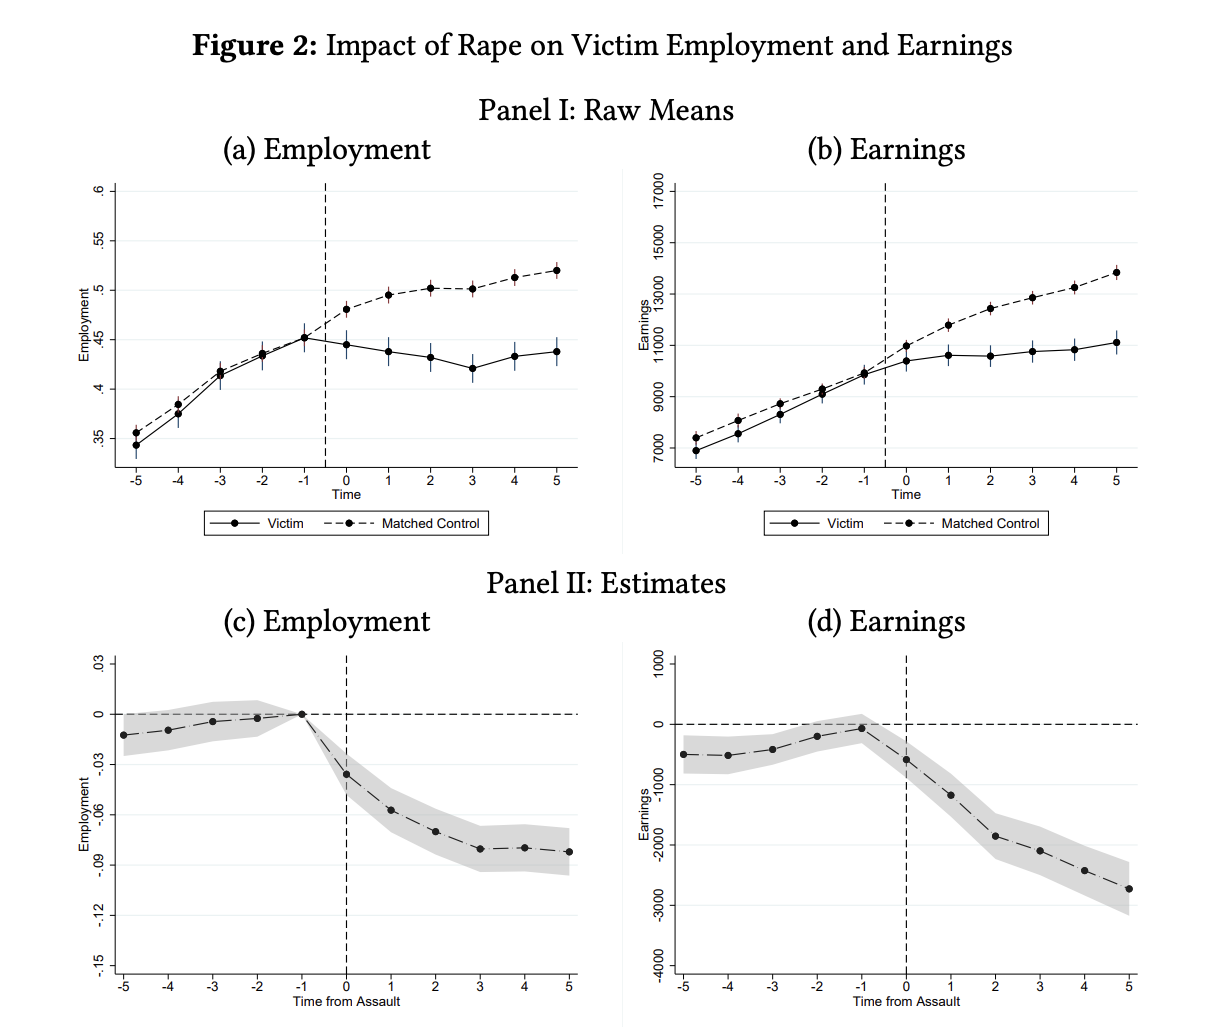 Figure 2: Impact of Rape on Victim Employment and Earnings
Panel I: Raw Means
(a) Employment
(b) Earnings
.6
.55
.5
.45
.4
.35
Employment
-5 -4 -3 -2 -1 0 1 2 3 4 5
Time
Victim Matched Control
17000
15000
13000
11000
9000
7000
Earnings
-5 -4 -3 -2 -1 0 1 2 3 4 5
Time
Victim Matched Control
Panel II: Estimates
(c) Employment
(d) Earnings
.03
0
-.03
-.06
-.09
-.12
-.15
Employment
-5 -4 -3 -2 -1 0 1 2 3 4 5
Time from Assault
1000
0
-1000
-2000
-3000
-4000
Earnings
-5 -4 -3 -2 -1 0 1 2 3 4 5
Time from Assault